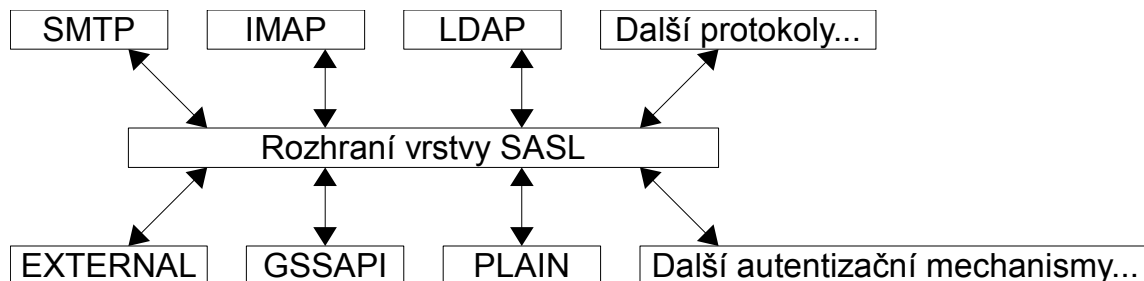 SMTP IMAP LDAP Další protokoly...
Rozhraní vrstvy SASL
EXTERNAL GSSAPI PLAIN Další autentizační mechanismy...